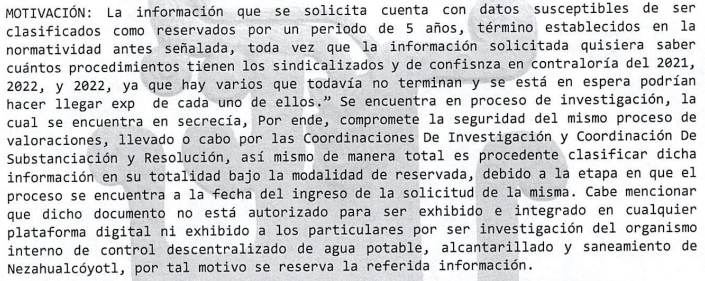 MOTIVACIÓN: La información que se solicita cuenta con datos susceptibles de ser
clasificados como reservados por un periodo de 5 años, término establecidos en la
normatividad antes señalada, toda vez que la información solicitada quisiera saber
cuántos procedimientos tienen los sindicalizados y de confisnza en contraloría del 2021,
2022, y 2022, ya que hay varios que todavía no terminan y se está en espera podrían
hacer llegar exp de cada uno de ellos.” Se encuentra en proceso de investigación, la
cual se encuentra en secrecía, Por ende, compromete la seguridad del mismo proceso de
valoraciones, llevado o cabo por las Coordinaciones De Investigación y Coordinación De
Substanciación y Resolución, así mismo de manera total es procedente clasificar dicha
información en su totalidad bajo la modalidad de reservada, debido a la etapa en que el
proceso se encuentra a la fecha del ingreso de la solicitud de la misma. Cabe mencionar
que dicho documento no está autorizado para ser exhibido e integrado en cualquier
plataforma digital ni exhibido a los particulares por ser investigación del organismo
interno de control descentralizado de agua potable, alcantarillado y saneamiento de
Nezahualcóyotl, por tal motivo se reserva la referida información.